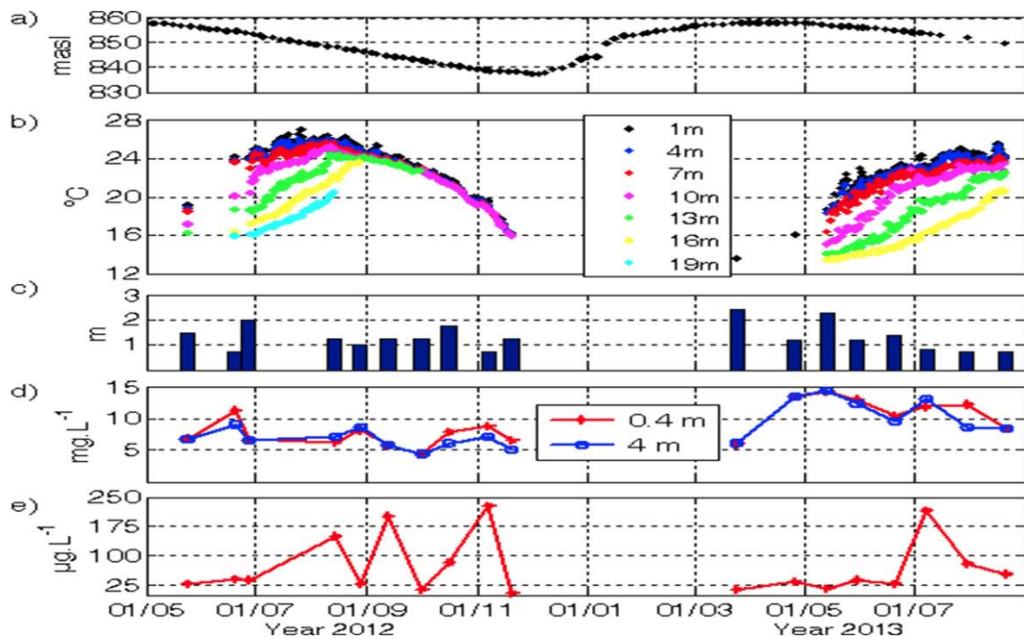 a)
860
850
840
830
masl
b)
28
24
20
16
12
ºC
1m
4m
7m
10m
13m
16m
19m
c)
3
2
1
m
d)
15
10
5
mg.L-1
0.4 m
4 m
e)
250
175
100
25
µg.L-1
01/05 01/07 01/09 01/11 01/01 01/03 01/05 01/07
Year 2012 Year 2013